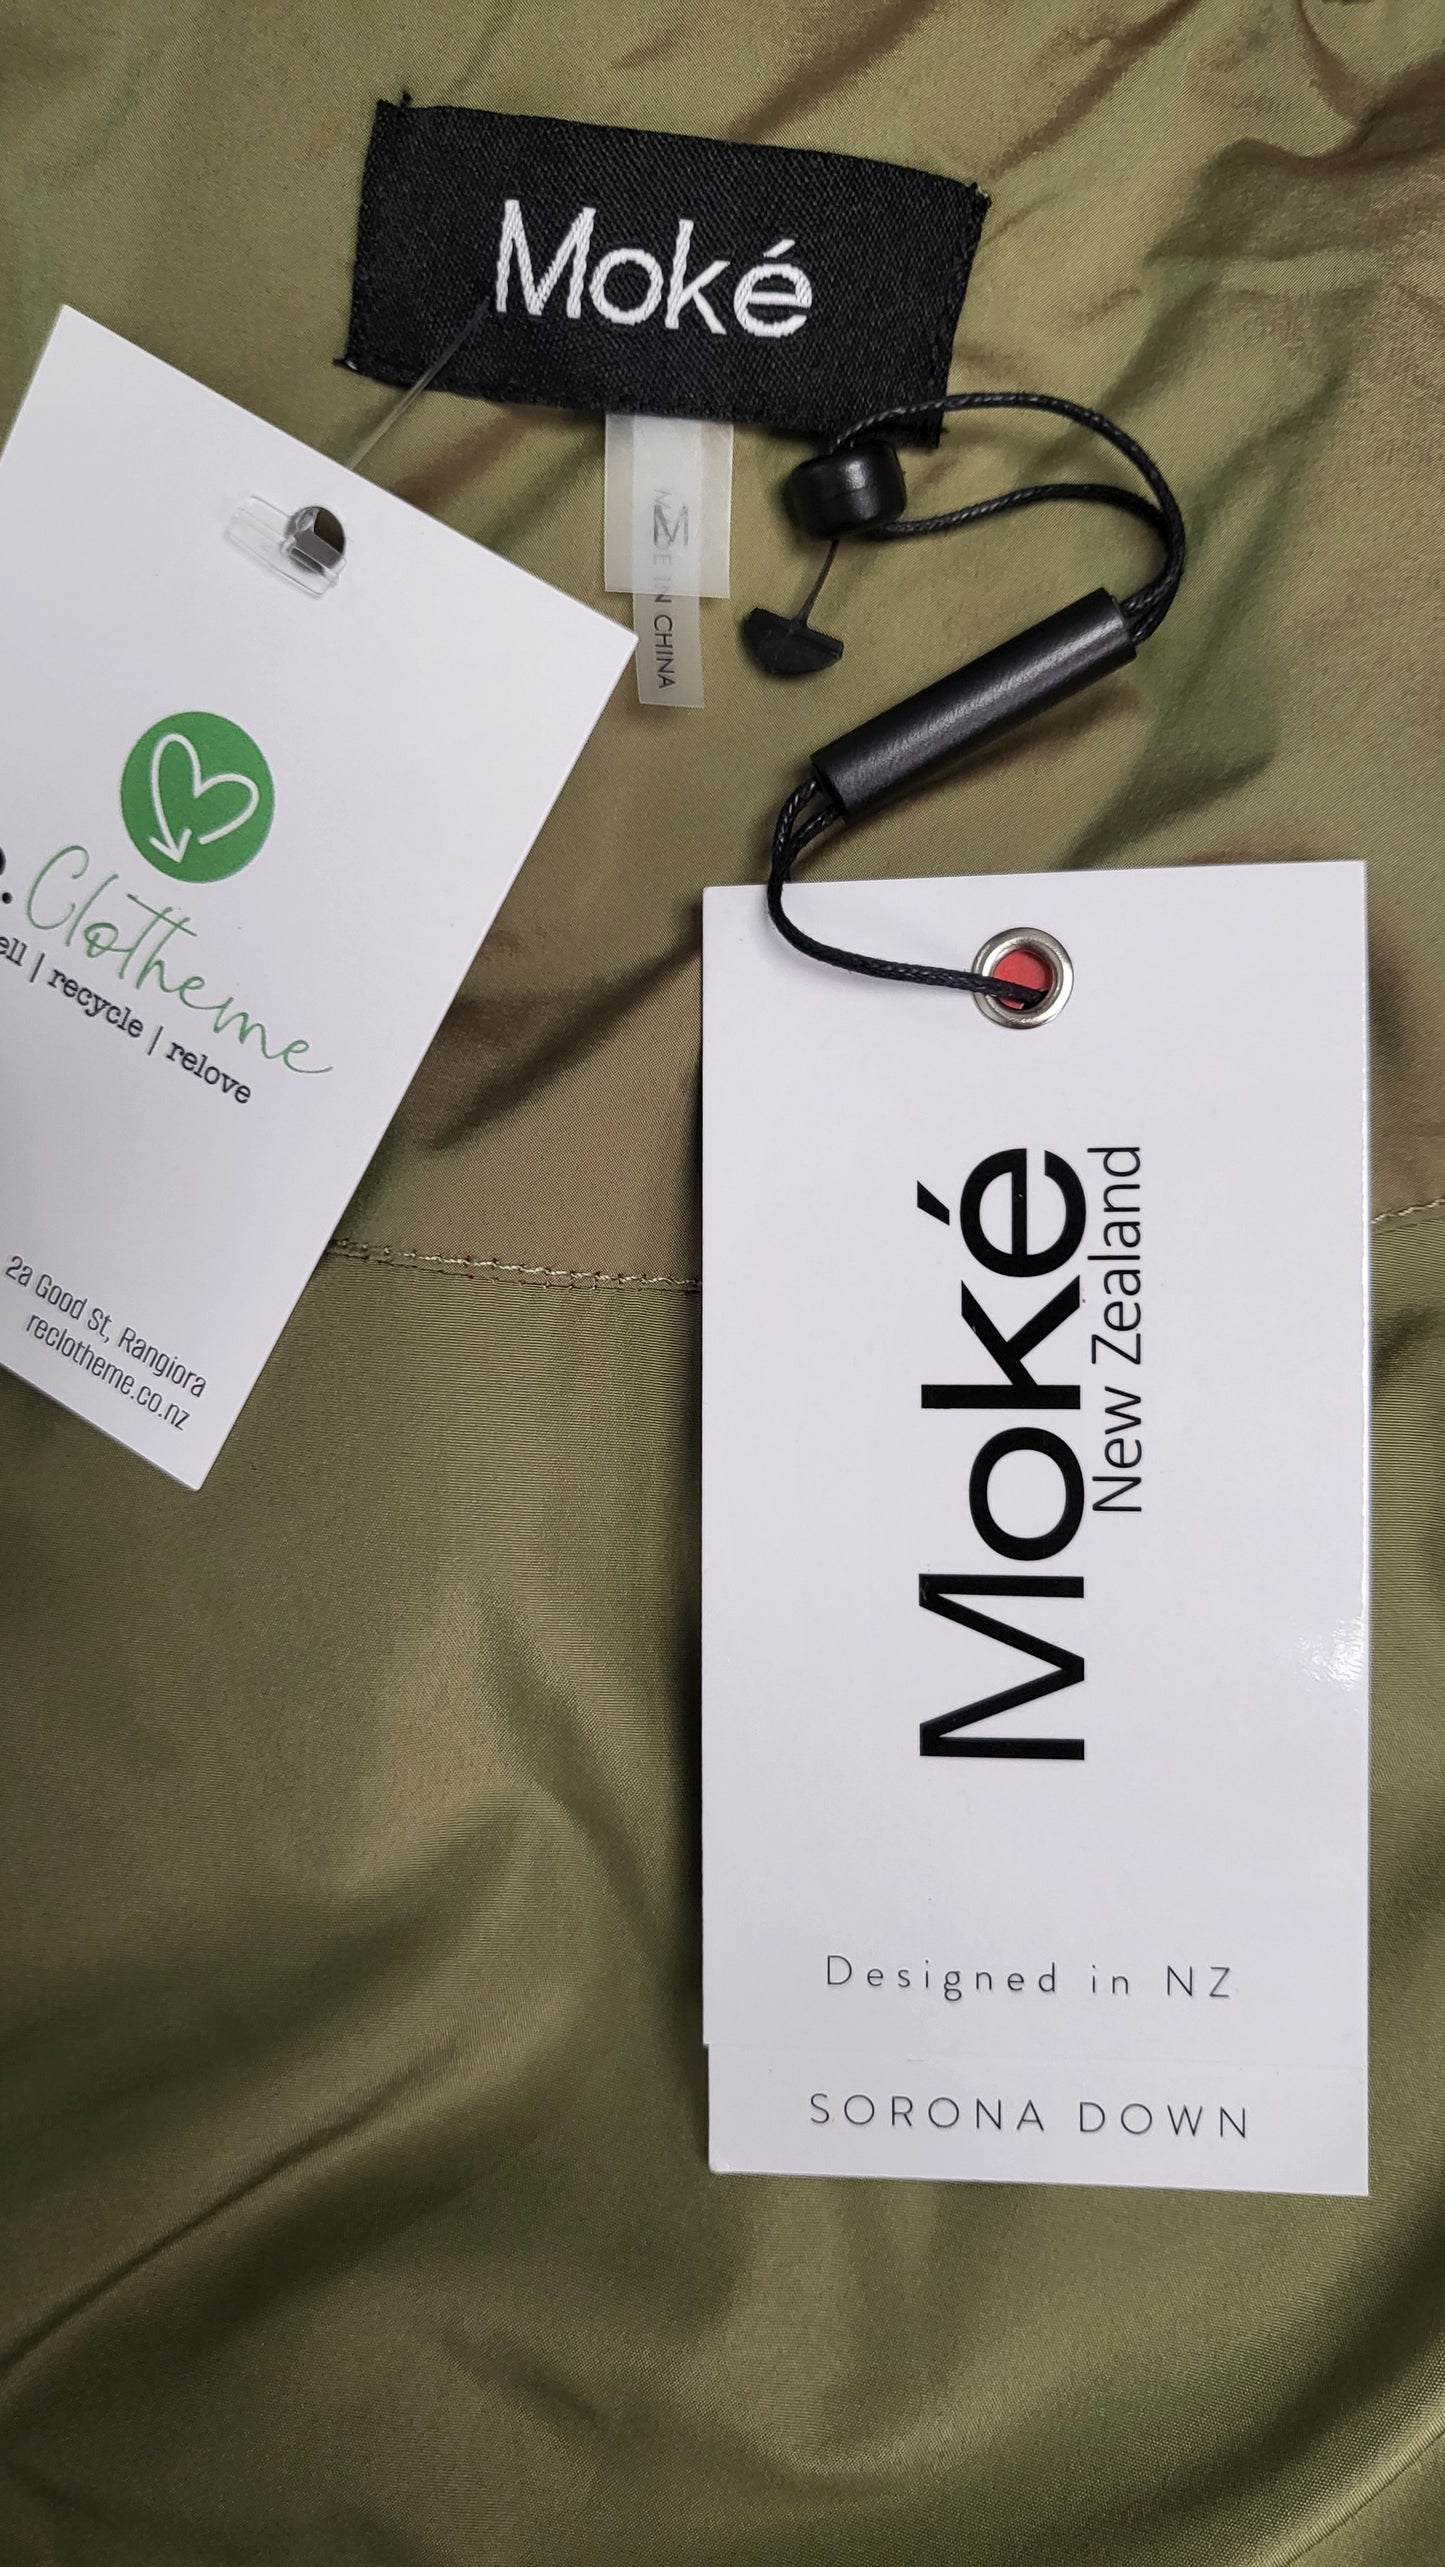 Moké
M
MADE IN CHINA
.Clotheme
ell | recycle | relove
2a Good St, Rangiora
reclotheme.co.nz
Moké
New Zealand
Designed in NZ
SORONA DOWN